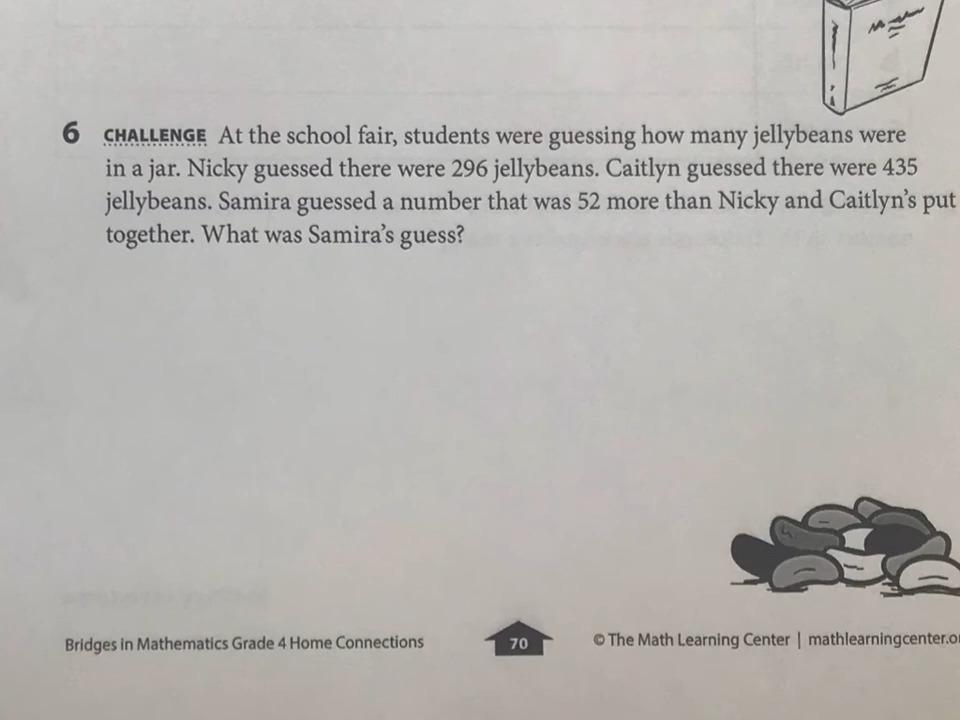 6 CHALLENGE At the school fair, students were guessing how many jellybeans were
in a jar. Nicky guessed there were 296 jellybeans. Caitlyn guessed there were 435
jellybeans. Samira guessed a number that was 52 more than Nicky and Caitlyn’s put
together. What was Samira’s guess?
Bridges in Mathematics Grade 4 Home Connections
70
© The Math Learning Center | mathlearningcenter.o